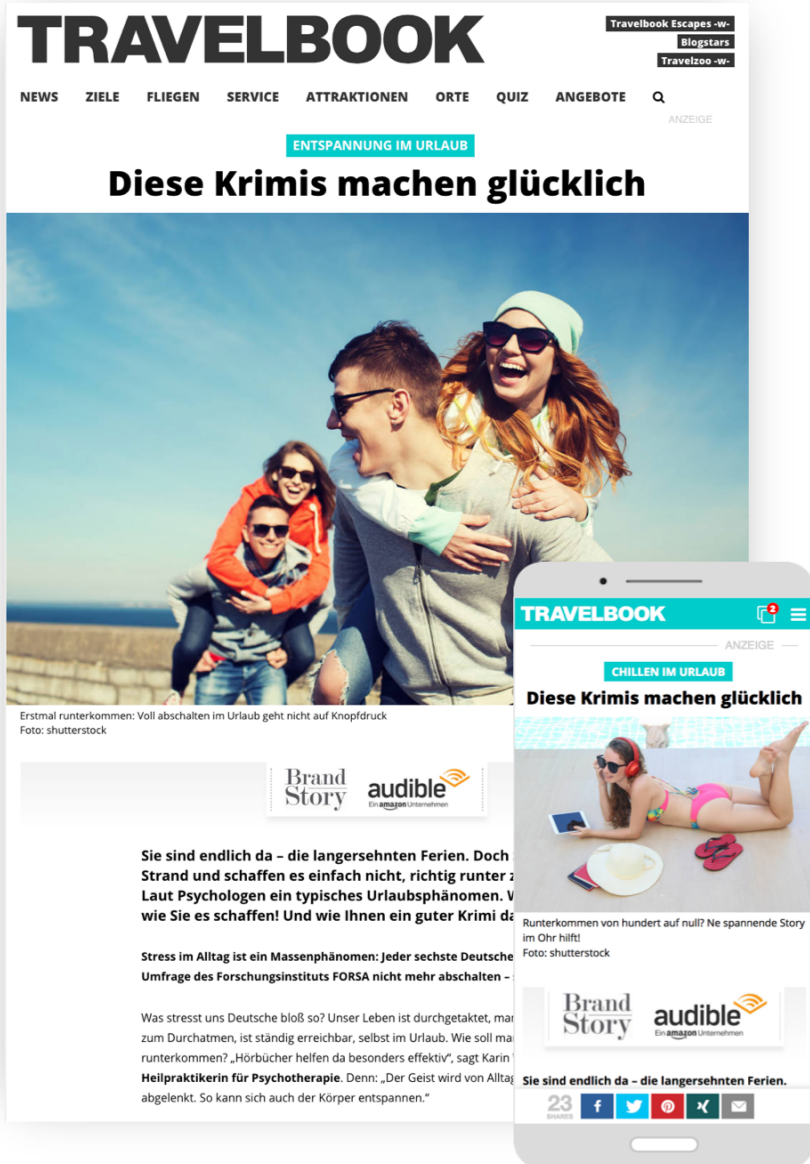 TRAVELBOOK
Travelbook Escapes -w-
Blogstars
Travelzoo -w-
NEWS ZIELE FLIEGEN SERVICE ATTRAKTIONEN ORTE QUIZ ANGEBOTE
ANZEIGE
ENTSPANNUNG IM URLAUB
Diese Krimis machen glücklich
Erstmal runterkommen: Voll abschalten im Urlaub geht nicht auf Knopfdruck
Foto: shutterstock
Brand
Story
audible
Ein amazon Unternehmen
Sie sind endlich da – die langersehnten Ferien. Doch
Strand und schaffen es einfach nicht, richtig runter
Laut Psychologen ein typisches Urlaubsphänomen.
wie Sie es schaffen! Und wie Ihnen ein guter Krimi
Stress im Alltag ist ein Massenphänomen: Jeder sechste Deutsche
Umfrage des Forschungsinstituts FORSA nicht mehr abschalten –
Was stresst uns Deutsche bloß so? Unser Leben ist durchgetaktet,
zum Durchatmen, ist ständig erreichbar, selbst im Urlaub. Wie soll
runterkommen? „Hörbücher helfen da besonders effektiv“, sagt Karin
Heilpraktikerin für Psychotherapie. Denn: „Der Geist wird von
abgelenkt. So kann sich auch der Körper entspannen.“
TRAVELBOOK
2
ANZEIGE
CHILLEN IM URLAUB
Diese Krimis machen glücklich
Runterkommen von hundert auf null? Ne spannende Story
im Ohr hilft!
Foto: shutterstock
Brand
Story
audible
Ein amazon Unternehmen
Sie sind endlich da – die langersehnten Ferien.
23
SHARES